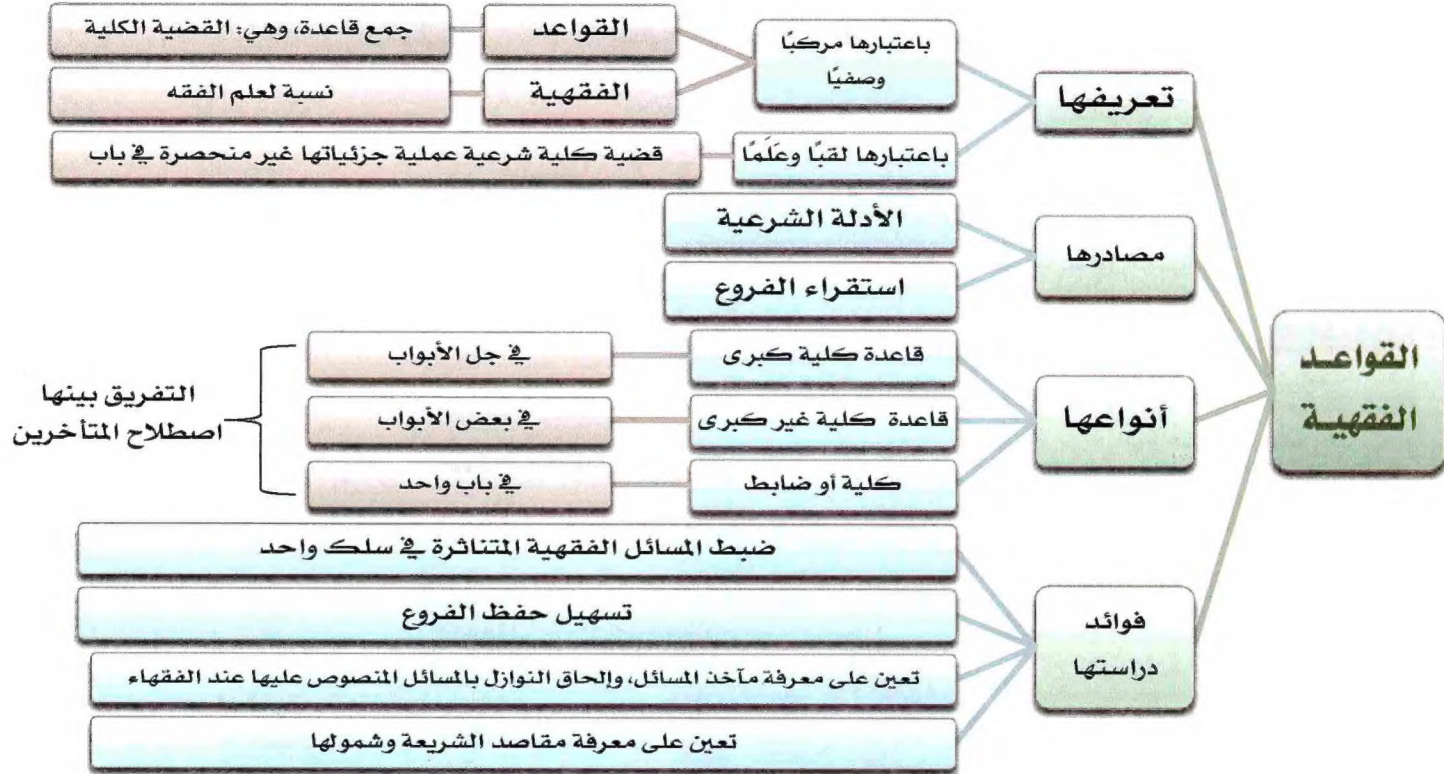 القواعد
الفقهية
تعريفها
باعتبارها مركبًا
وصفيًا
القواعد
جمع قاعدة، وهي: القضية الكلية
الفقهية
نسبة لعلم الفقه
باعتبارها لقبًا وعَلَمًا
قضية كلية شرعية عملية جزئياتها غير منحصرة في باب
مصادرها
الأدلة الشرعية
استقراء الفروع
أنواعها
قاعدة كلية كبرى
في جل الأبواب
قاعدة كلية غير كبرى
في بعض الأبواب
كلية أو ضابط
في باب واحد
التفريق بينها
اصطلاح المتأخرين
فوائد
دراستها
ضبط المسائل الفقهية المتناثرة في سلك واحد
تسهيل حفظ الفروع
تعين على معرفة مآخذ المسائل، وإلحاق النوازل بالمسائل المنصوص عليها عند الفقهاء
تعين على معرفة مقاصد الشريعة وشمولها